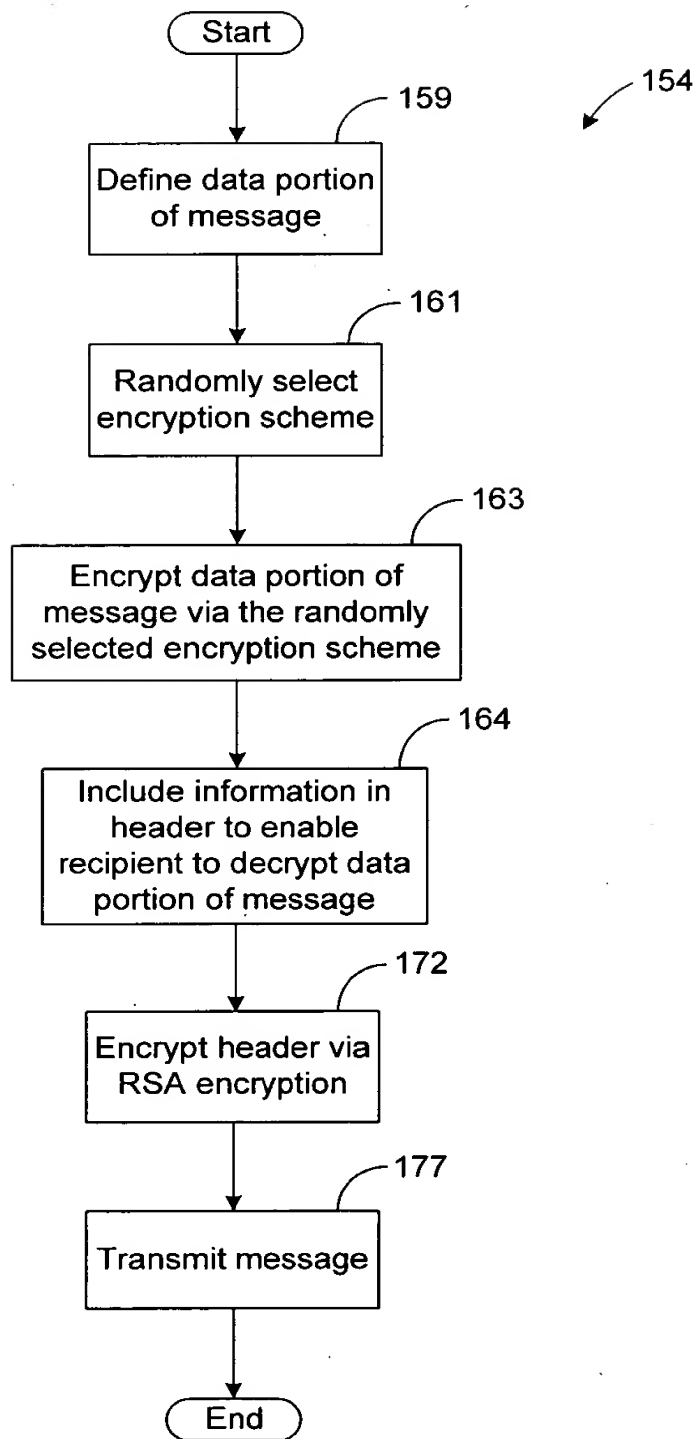 Start
154
159
Define data portion
of message
161
Randomly select
encryption scheme
163
Encrypt data portion of
message via the randomly
selected encryption scheme
164
Include information in
header to enable
recipient to decrypt data
portion of message
172
Encrypt header via
RSA encryption
177
Transmit message
End